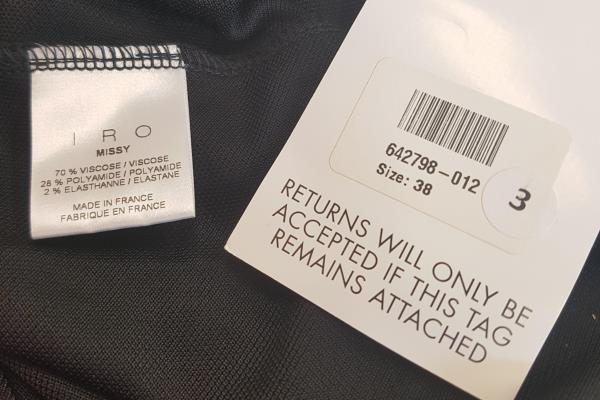 IRO
MISSY
70 % VISCOSE / VISCOSE
28 % POLYAMIDE / POLYAMIDE
2 % ELASTHANNE / ELASTANE
MADE IN FRANCE
FABRIQUE EN FRANCE
642798-012
Size: 38
3
RETURNS WILL ONLY BE
ACCEPTED IF THIS TAG
REMAINS ATTACHED